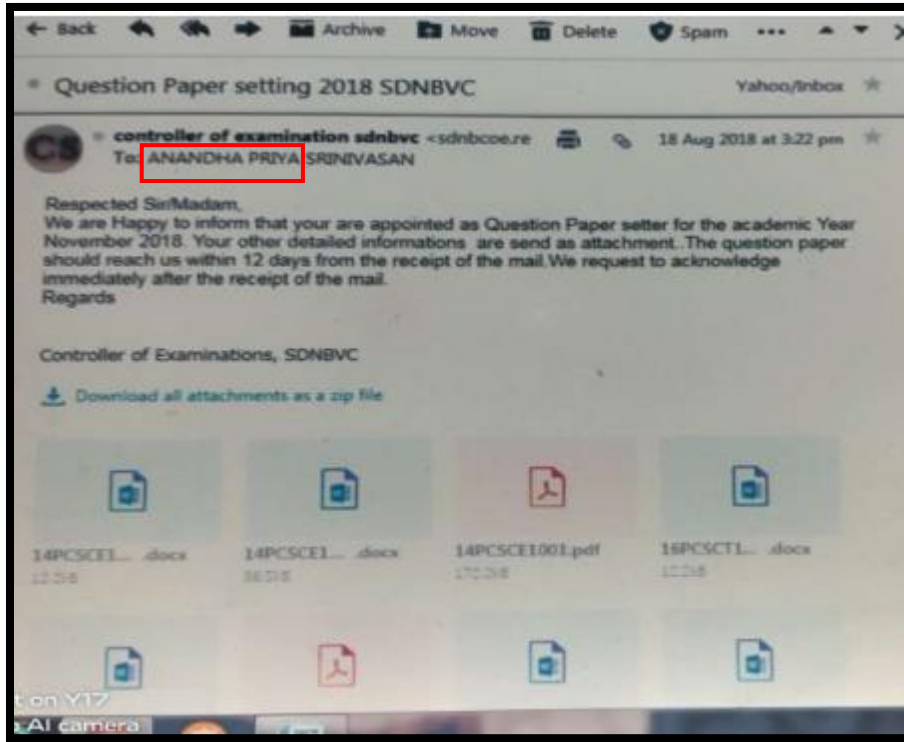 Back Archive Move Delete Spam
Question Paper setting 2018 SDNBVC Yahoo/Inbox
CS controller of examination sdnbvc <sdnbcoe.re 18 Aug 2018 at 3:22 pm
To: ANANDHA PRIYA SRINIVASAN
Respected Sir/Madam,
We are Happy to inform that your are appointed as Question Paper setter for the academic Year
November 2018. Your other detailed informations are send as attachment..The question paper
should reach us within 12 days from the receipt of the mail.We request to acknowledge
immediately after the receipt of the mail.
Regards
Controller of Examinations, SDNBVC
Download all attachments as a zip file
14PCSCE1... .docx 14PCSCE1... .docx 14PCSCE1001.pdf 16PCSCT1... .docx
t on Y17
AI camera